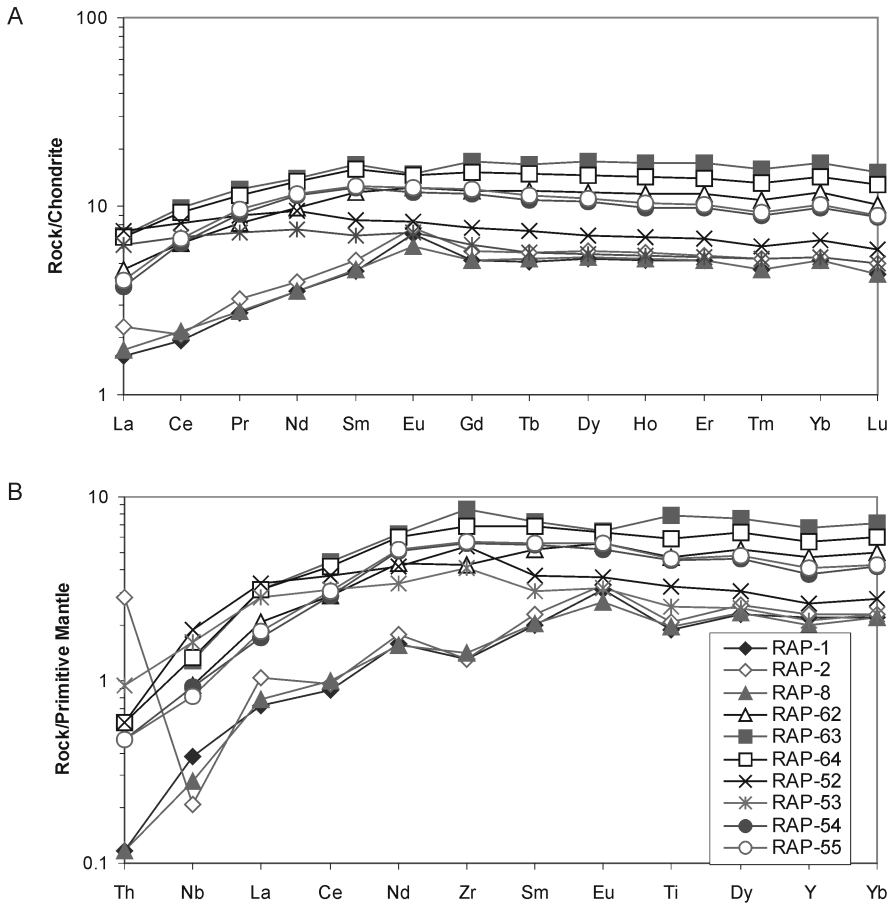 A
100
10
1
Rock/Chondrite
La Ce Pr Nd Sm Eu Gd Tb Dy Ho Er Tm Yb Lu
B
10
1
0.1
Rock/Primitive Mantle
Th Nb La Ce Nd Zr Sm Eu Ti Dy Y Yb
RAP-1
RAP-2
RAP-8
RAP-62
RAP-63
RAP-64
RAP-52
RAP-53
RAP-54
RAP-55